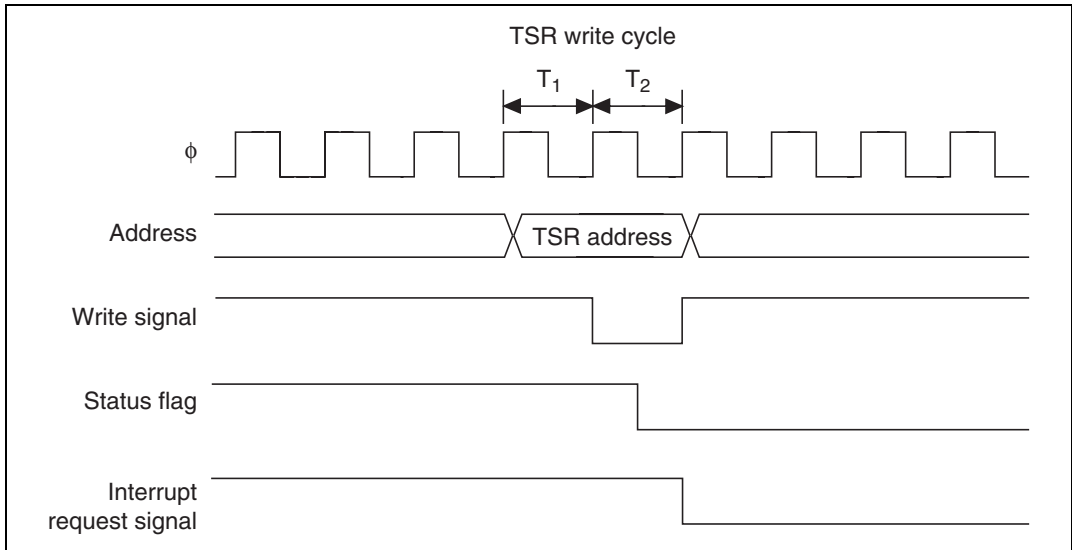 TSR write cycle
T1 T2
ϕ
Address
TSR address
Write signal
Status flag
Interrupt
request signal